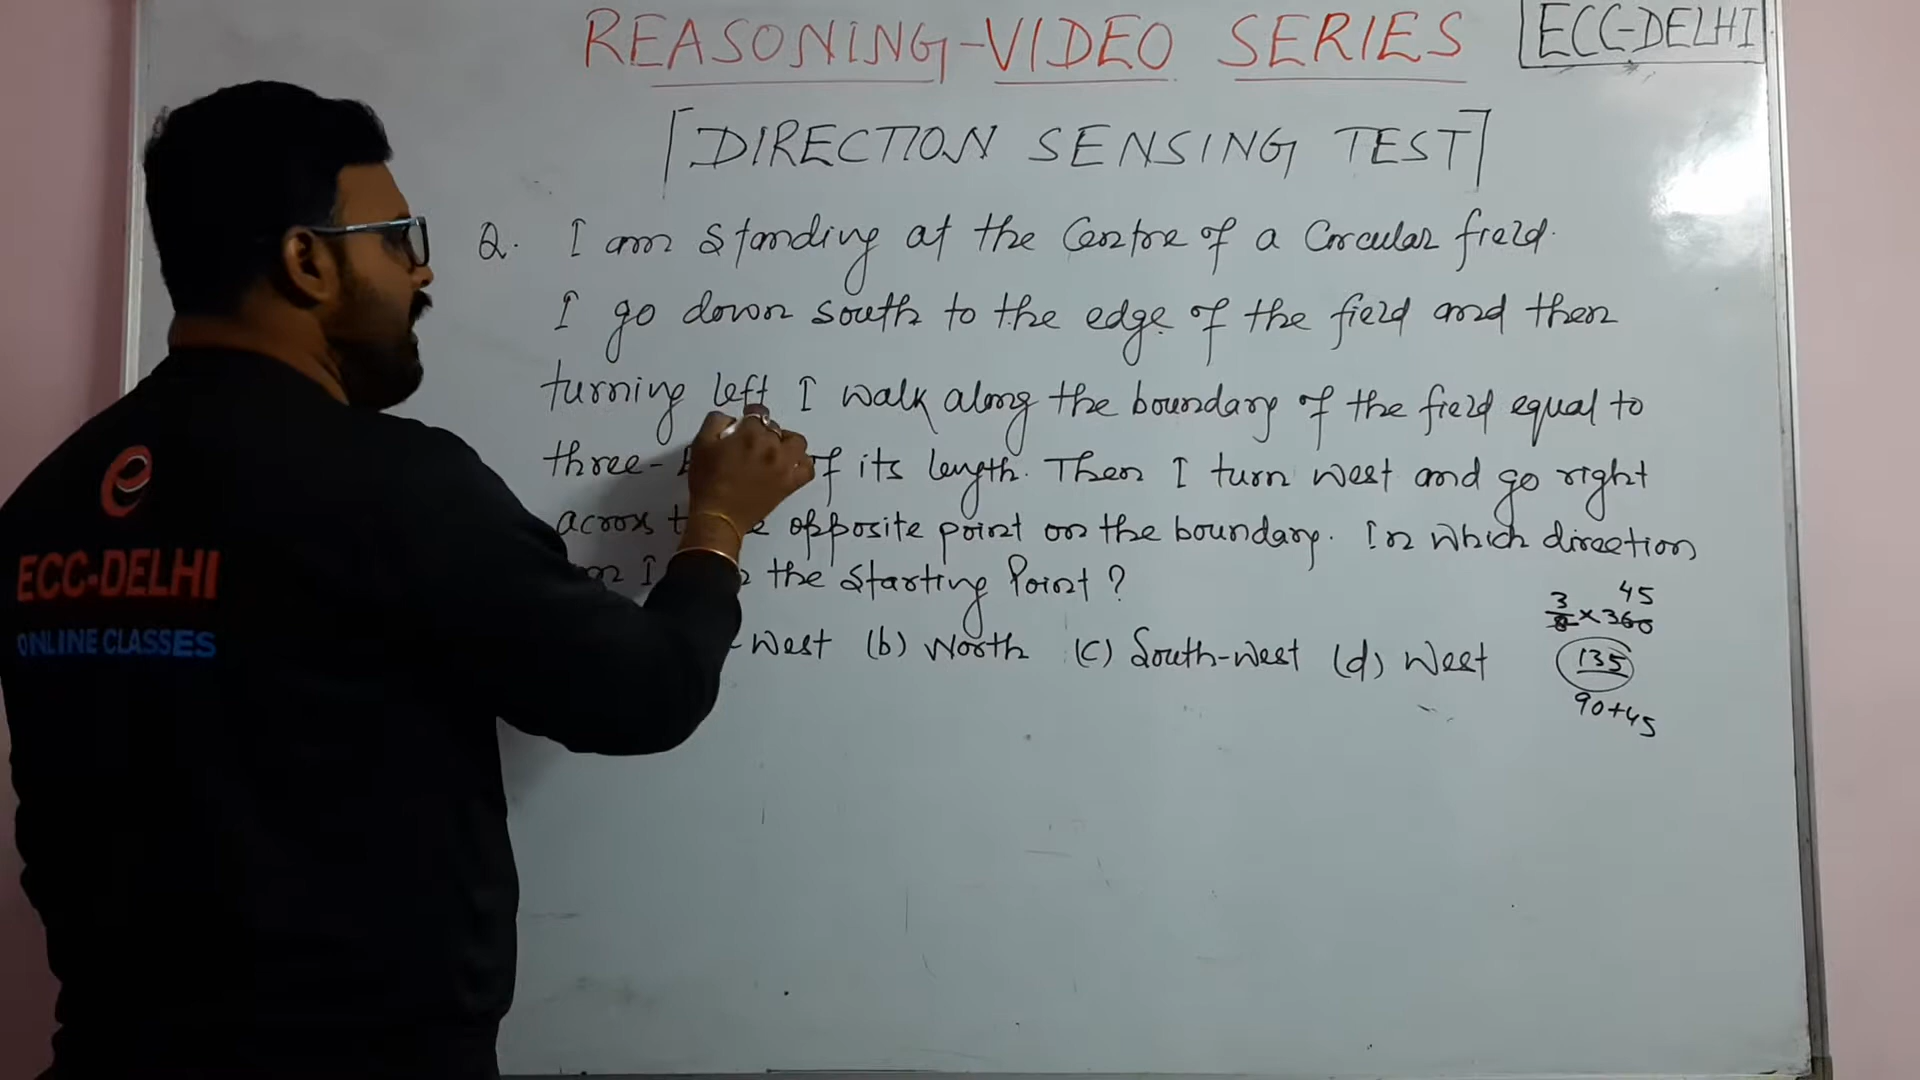 REASONING-VIDEO SERIES
ECC-DELHI
DIRECTION SENSING TEST
Q. I am standing at the Centre of a Circular field.
I go down south to the edge of the field and then
turning left I walk along the boundary of the field equal to
three- of its length. Then I turn west and go right
across opposite point on the boundary. In which direction
I the starting Point?
-West (b) North (c) South-West (d) West
3/8 × 360 45
135
90+45
e
ECC-DELHI
ONLINE CLASSES